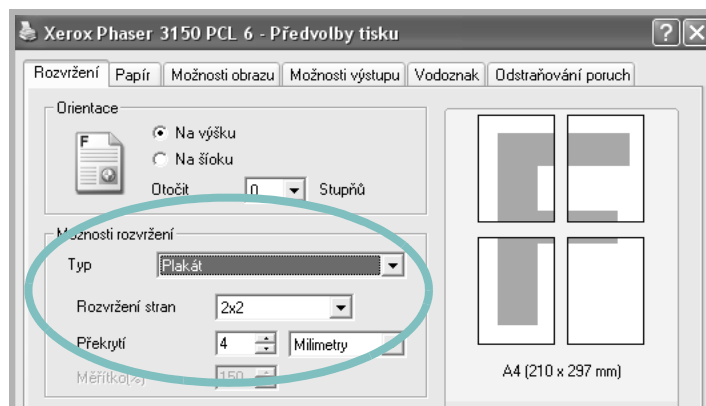 Xerox Phaser 3150 PCL 6 - Předvolby tisku
Rozvržení Papír Možnosti obrazu Možnosti výstupu Vodoznak Odstraňování poruch
Orientace
F
Na výšku
Na šíoku
Otočit 0 Stupňů
Možnosti rozvržení
Typ Plakát
Rozvržení stran 2x2
Překrytí 4 Milimetry
Měřítko(%) 150
A4 (210 x 297 mm)